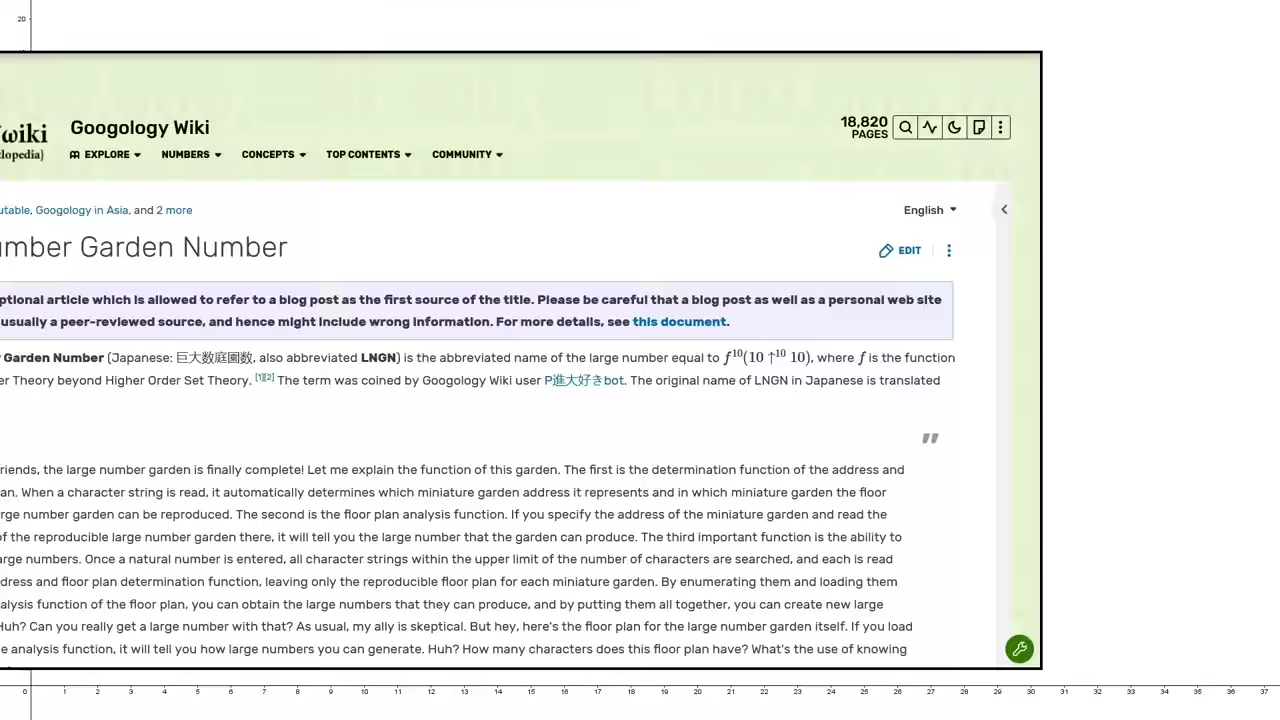 20
ωiki
Googology Wiki
18,820
PAGES
lopedia)
EXPLORE NUMBERS CONCEPTS TOP CONTENTS COMMUNITY
utable, Googology in Asia, and 2 more
English
umber Garden Number
EDIT
ptional article which is allowed to refer to a blog post as the first source of the title. Please be careful that a blog post as well as a personal web site
usually a peer-reviewed source, and hence might include wrong information. For more details, see this document.
Garden Number (Japanese: 巨大数庭園数, also abbreviated LNGN) is the abbreviated name of the large number equal to f¹⁰(10 ↑¹⁰ 10), where f is the function
er Theory beyond Higher Order Set Theory. [1][2] The term was coined by Googology Wiki user P進大好きbot. The original name of LNGN in Japanese is translated
"
riends, the large number garden is finally complete! Let me explain the function of this garden. The first is the determination function of the address and
an. When a character string is read, it automatically determines which miniature garden address it represents and in which miniature garden the floor
rge number garden can be reproduced. The second is the floor plan analysis function. If you specify the address of the miniature garden and read the
of the reproducible large number garden there, it will tell you the large number that the garden can produce. The third important function is the ability to
arge numbers. Once a natural number is entered, all character strings within the upper limit of the number of characters are searched, and each is read
dress and floor plan determination function, leaving only the reproducible floor plan for each miniature garden. By enumerating them and loading them
alysis function of the floor plan, you can obtain the large numbers that they can produce, and by putting them all together, you can create new large
Huh? Can you really get a large number with that? As usual, my ally is skeptical. But hey, here's the floor plan for the large number garden itself. If you load
e analysis function, it will tell you how large numbers you can generate. Huh? How many characters does this floor plan have? What's the use of knowing
0 1 2 3 4 5 6 7 8 9 10 11 12 13 14 15 16 17 18 19 20 21 22 23 24 25 26 27 28 29 30 31 32 33 34 35 36 37